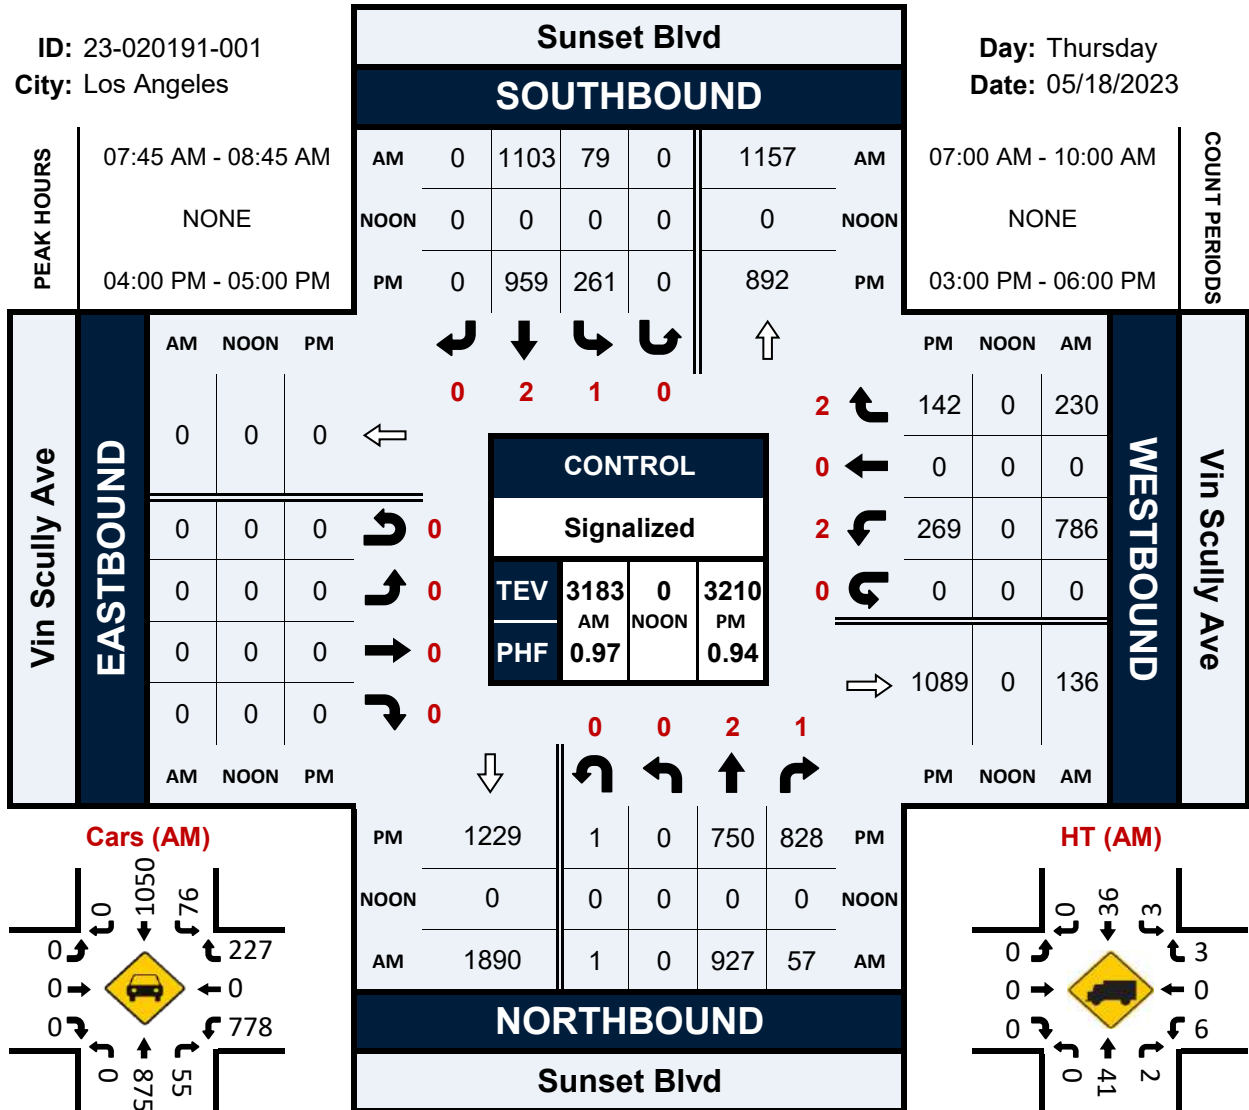 Sunset Blvd
ID: 23-020191-001
Day: Thursday
City: Los Angeles
SOUTHBOUND
Date: 05/18/2023
PEAK HOURS
07:45 AM - 08:45 AM
NONE
04:00 PM - 05:00 PM
AM 0 1103 79 0 1157 AM
NOON 0 0 0 0 0 NOON
PM 0 959 261 0 892 PM
07:00 AM - 10:00 AM
NONE
03:00 PM - 06:00 PM
COUNT PERIODS
0 2 1 0
Vin Scully Ave
EASTBOUND
AM NOON PM
0 0 0
0 0 0 0
0 0 0 0
0 0 0 0
0 0 0 0
AM NOON PM
CONTROL
Signalized
TEV 3183 0 3210
AM NOON PM
PHF 0.97 0.94
PM NOON AM
2 142 0 230
0 0 0 0
2 269 0 786
0 0 0 0
1089 0 136
PM NOON AM
WESTBOUND
Vin Scully Ave
0 0 2 1
PM 1229 1 0 750 828 PM
NOON 0 0 0 0 0 NOON
AM 1890 1 0 927 57 AM
NORTHBOUND
Sunset Blvd
Cars (AM)
0 1050 76
0 227
0 0
0 778
0 875 55
HT (AM)
0 36 3
0 3
0 0
0 6
0 41 2